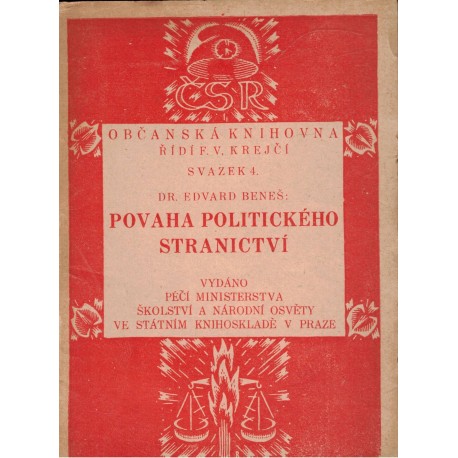 ČSR
OBČANSKÁ KNIHOVNA
ŘÍDÍ F. V. KREJČÍ
SVAZEK 4.
DR. EDVARD BENEŠ:
POVAHA POLITICKÉHO
STRANICTVÍ
VYDÁNO
PÉČÍ MINISTERSTVA
ŠKOLSTVÍ A NÁRODNÍ OSVĚTY
VE STÁTNÍM KNIHOSKLADĚ V PRAZE